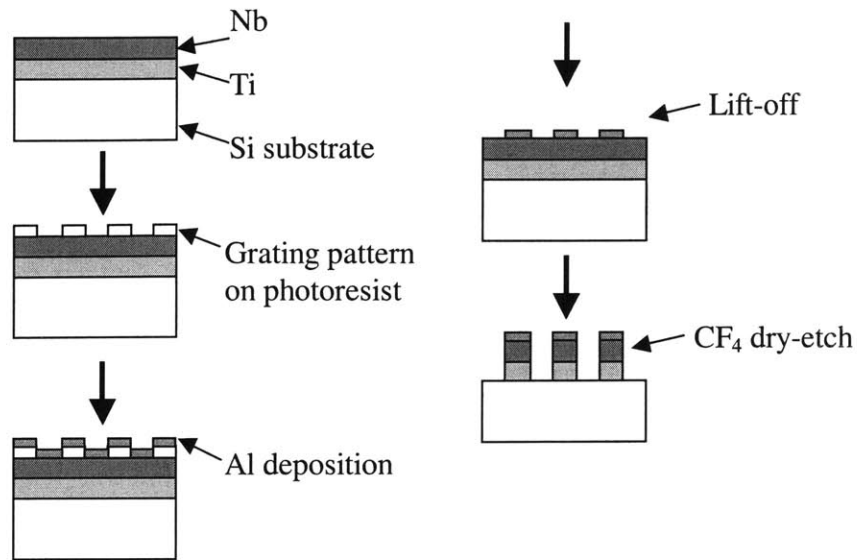 Nb
Ti
Si substrate
Grating pattern
on photoresist
Al deposition
Lift-off
CF₄ dry-etch